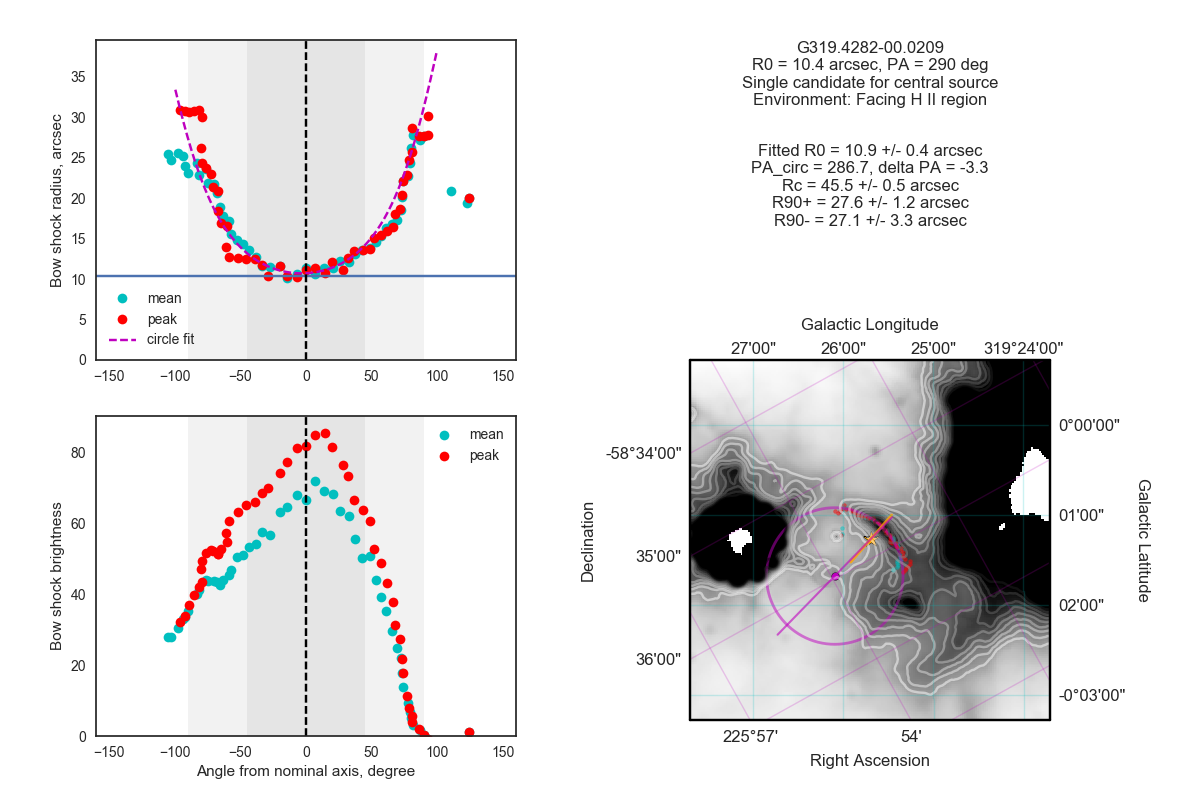 G319.4282-00.0209
R0 = 10.4 arcsec, PA = 290 deg
Single candidate for central source
Environment: Facing H II region
Fitted R0 = 10.9 +/- 0.4 arcsec
PA_circ = 286.7, delta PA = -3.3
Rc = 45.5 +/- 0.5 arcsec
R90+ = 27.6 +/- 1.2 arcsec
R90- = 27.1 +/- 3.3 arcsec
Bow shock radius, arcsec
35
30
25
20
15
10
5
0
mean
peak
circle fit
−150 −100 −50 0 50 100 150
Bow shock brightness
80
60
40
20
0
mean
peak
−150 −100 −50 0 50 100 150
Angle from nominal axis, degree
Galactic Longitude
27'00" 26'00" 25'00" 319°24'00"
-58°34'00"
35'00"
36'00"
Declination
0°00'00"
01'00"
02'00"
-0°03'00"
Galactic Latitude
225°57' 54'
Right Ascension